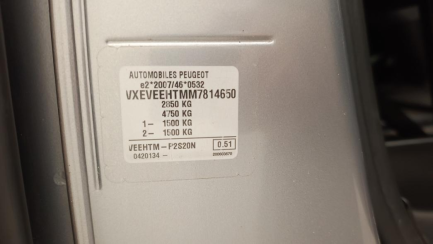 AUTOMOBILES PEUGEOT
e2*2007/46*0532
VXEVEEHTMM7814650
2850 KG
4750 KG
1- 1500 KG
2- 1500 KG
VEEHTM-P2S20N 0.51
0420134 -